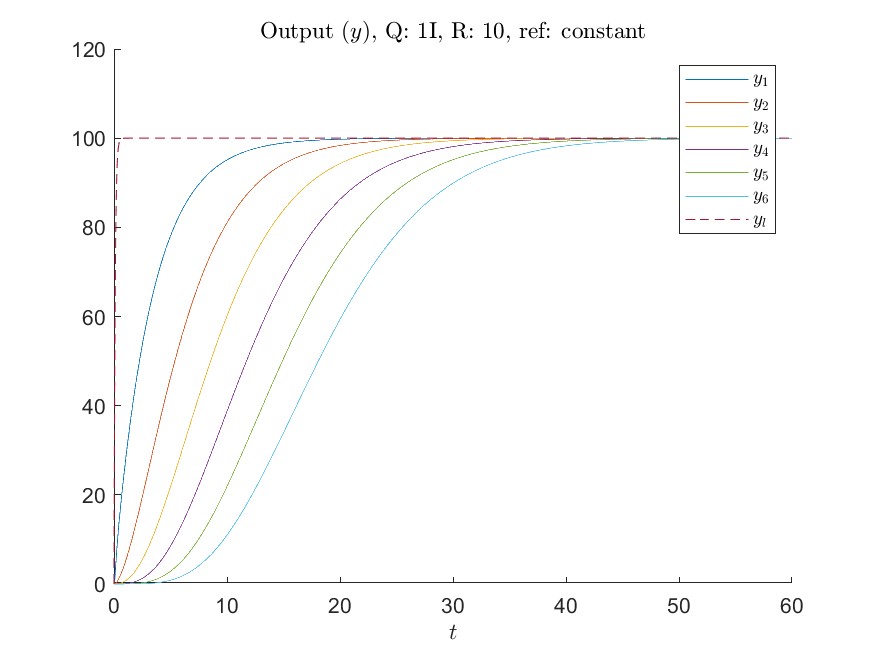 Output (y), Q: 1I, R: 10, ref: constant
120
100
80
60
40
20
0
y₁
y₂
y₃
y₄
y₅
y₆
yₗ
0 10 20 30 40 50 60
t